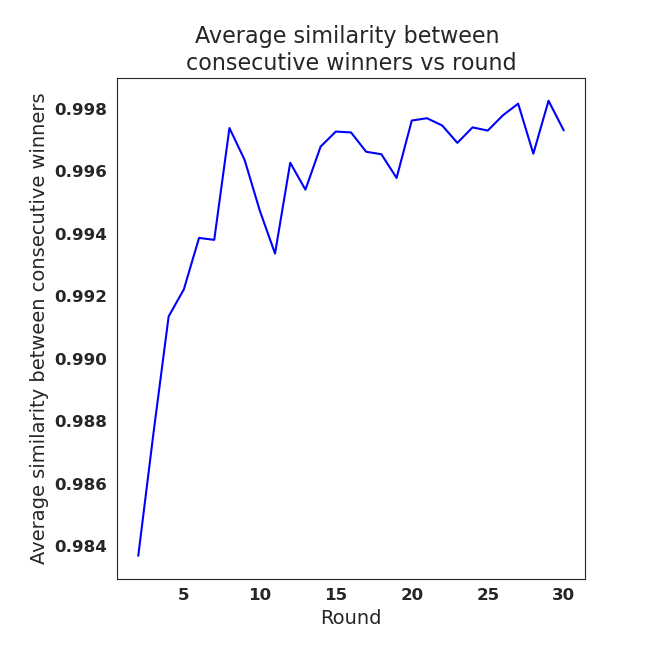 Average similarity between
consecutive winners vs round
Average similarity between consecutive winners
0.998
0.996
0.994
0.992
0.990
0.988
0.986
0.984
5 10 15 20 25 30
Round